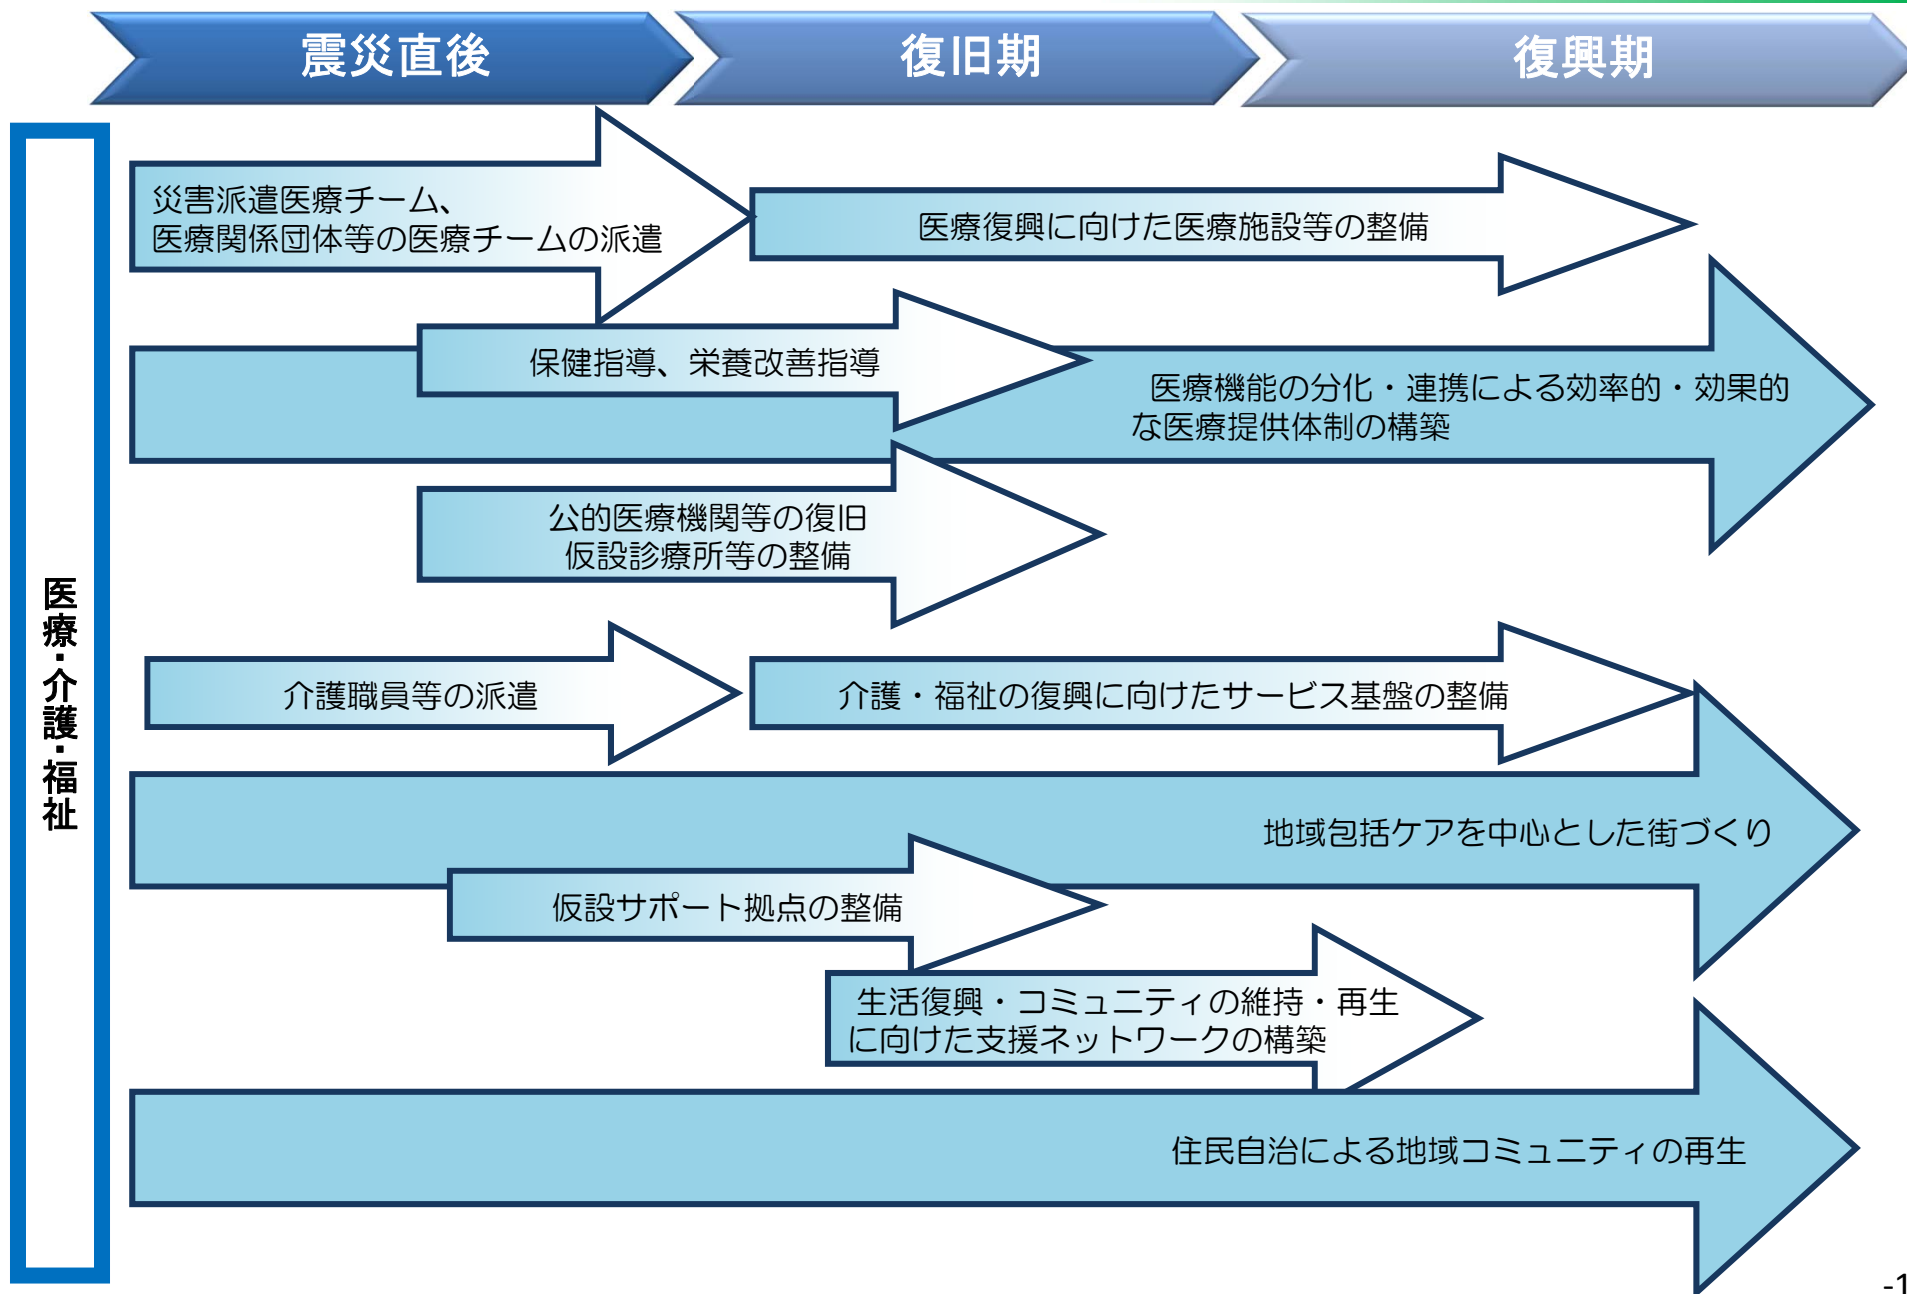 震災直後
復旧期
復興期
医療・介護・福祉
災害派遣医療チーム、
医療関係団体等の医療チームの派遣
医療復興に向けた医療施設等の整備
保健指導、栄養改善指導
医療機能の分化・連携による効率的・効果的
な医療提供体制の構築
公的医療機関等の復旧
仮設診療所等の整備
介護職員等の派遣
介護・福祉の復興に向けたサービス基盤の整備
地域包括ケアを中心とした街づくり
仮設サポート拠点の整備
生活復興・コミュニティの維持・再生
に向けた支援ネットワークの構築
住民自治による地域コミュニティの再生
-1